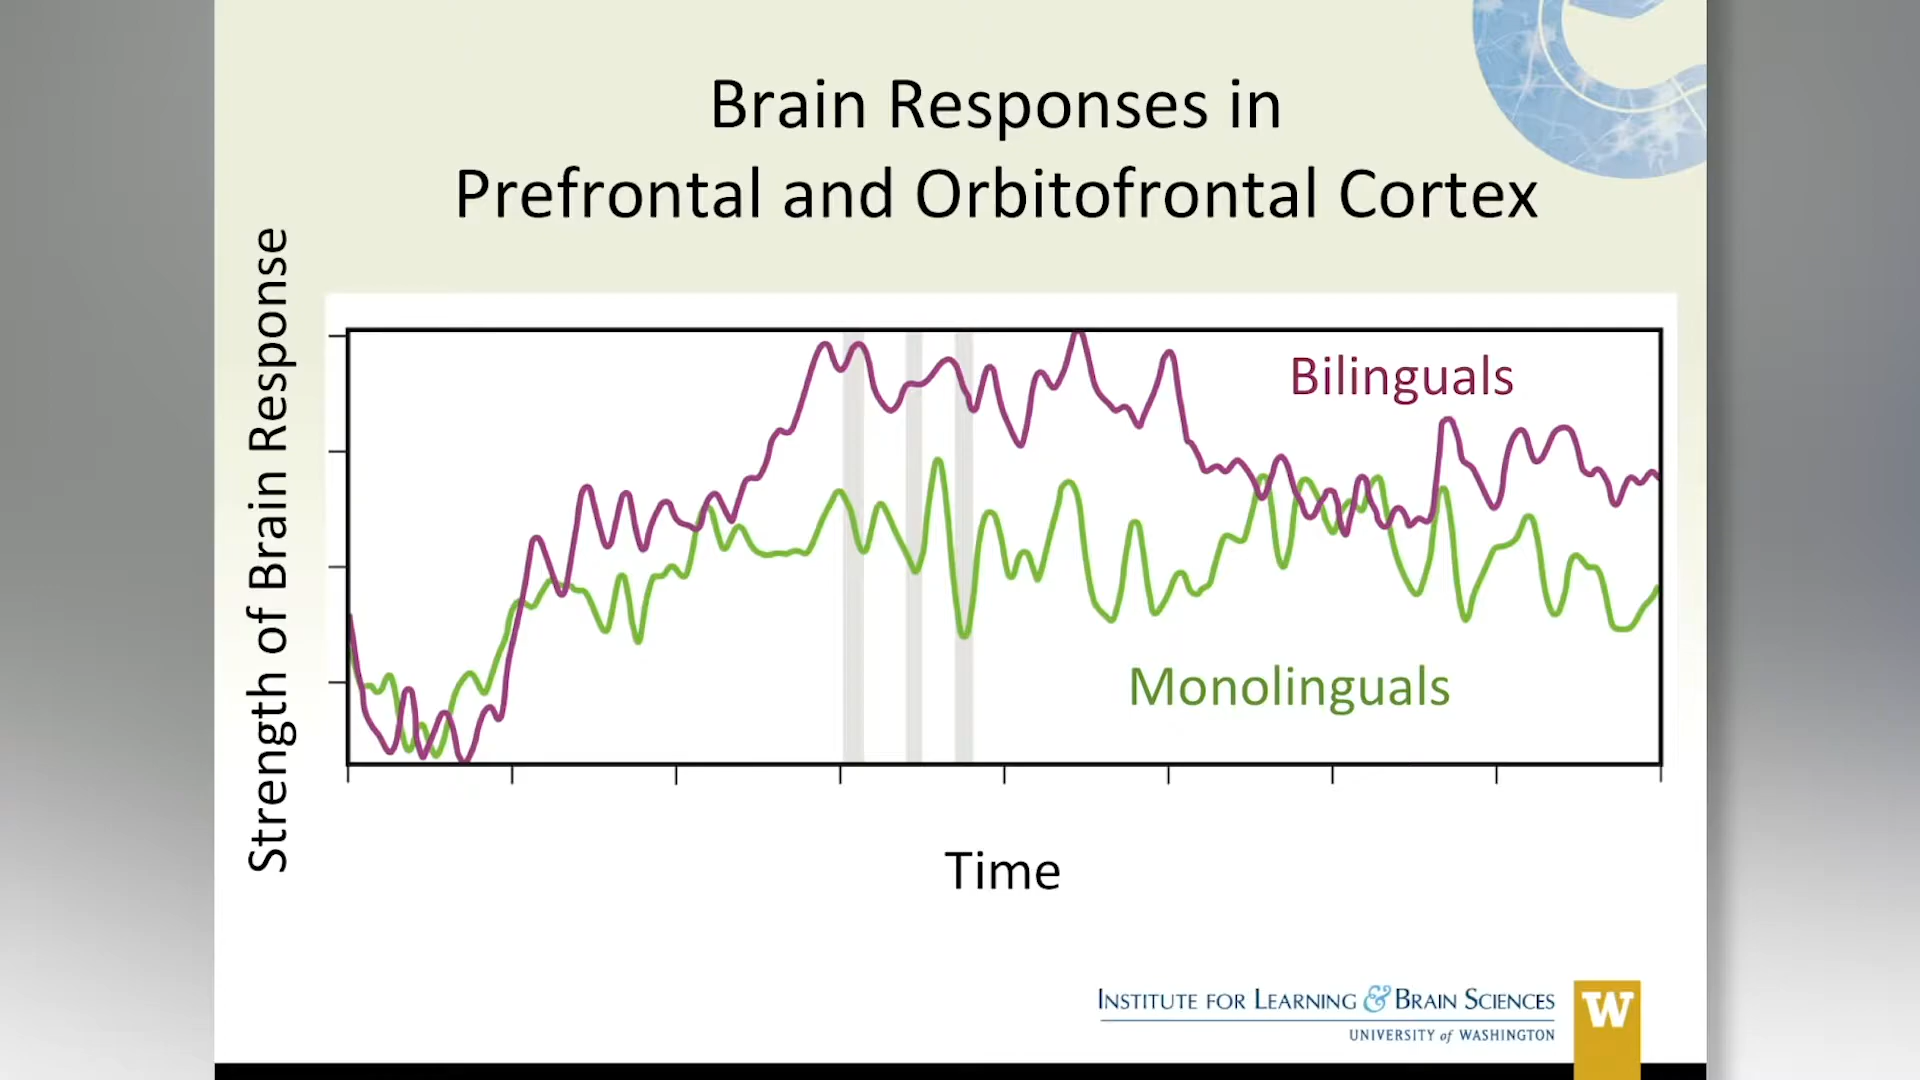 Brain Responses in
Prefrontal and Orbitofrontal Cortex
Strength of Brain Response
Bilinguals
Monolinguals
Time
INSTITUTE FOR LEARNING & BRAIN SCIENCES
UNIVERSITY of WASHINGTON
W